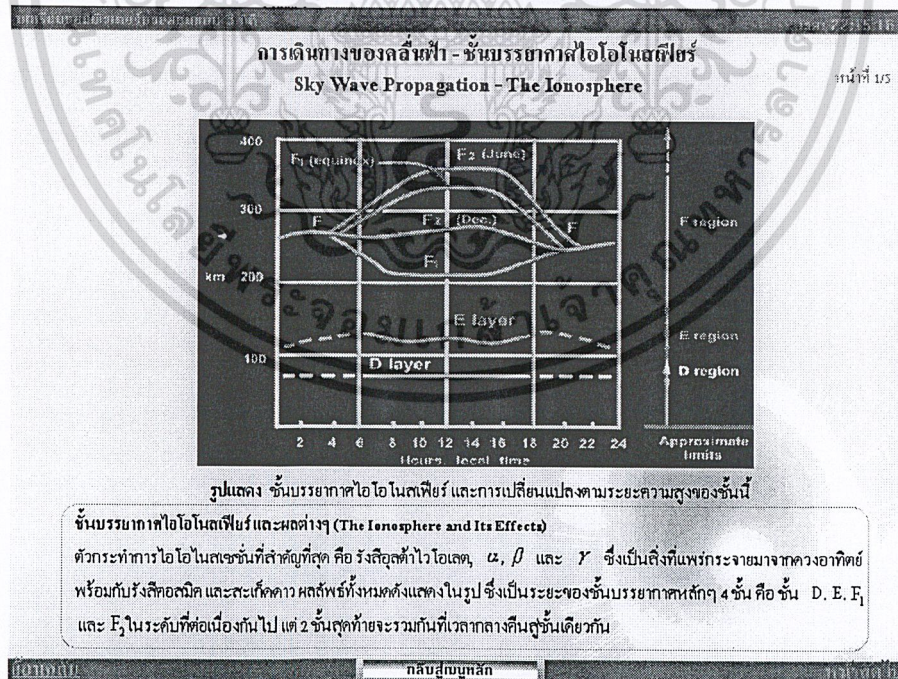 การเดินทางของคลื่นฟ้า - ชั้นบรรยากาศไอโอโนสเฟียร์
Sky Wave Propagation - The Ionosphere
หน้าที่ 1/5
400
F₁ (equinox)
F₂ (June)
300
F
F₂ (Dec.)
F
F region
km
200
F₁
E layer
E region
100
D layer
D region
2 4 6 8 10 12 14 16 18 20 22 24
Hours, local time
Approximate
limits
รูปแสดง ชั้นบรรยากาศไอโอโนสเฟียร์ และการเปลี่ยนแปลงตามระยะความสูงของชั้นนี้
ชั้นบรรยากาศไอโอโนสเฟียร์และผลต่างๆ (The Ionosphere and Its Effects)
ตัวกระทำการไอโอไนสเซชั่นที่สำคัญที่สุด คือ รังสีอุลต้าไวโอเลต, α, β และ γ ซึ่งเป็นสิ่งที่แพร่กระจายมาจากดวงอาทิตย์
พร้อมกับรังสีคอสมิค และสะเก็ดดาว ผลลัพธ์ทั้งหมดดังแสดงในรูป ซึ่งเป็นระยะของชั้นบรรยากาศหลักๆ 4 ชั้น คือ ชั้น D, E, F₁
และ F₂ ในระดับที่ต่อเนื่องกันไป แต่ 2 ชั้นสุดท้ายจะรวมกันที่เวลากลางคืนสู่ชั้นเดียวกัน
กลับสู่เมนูหลัก